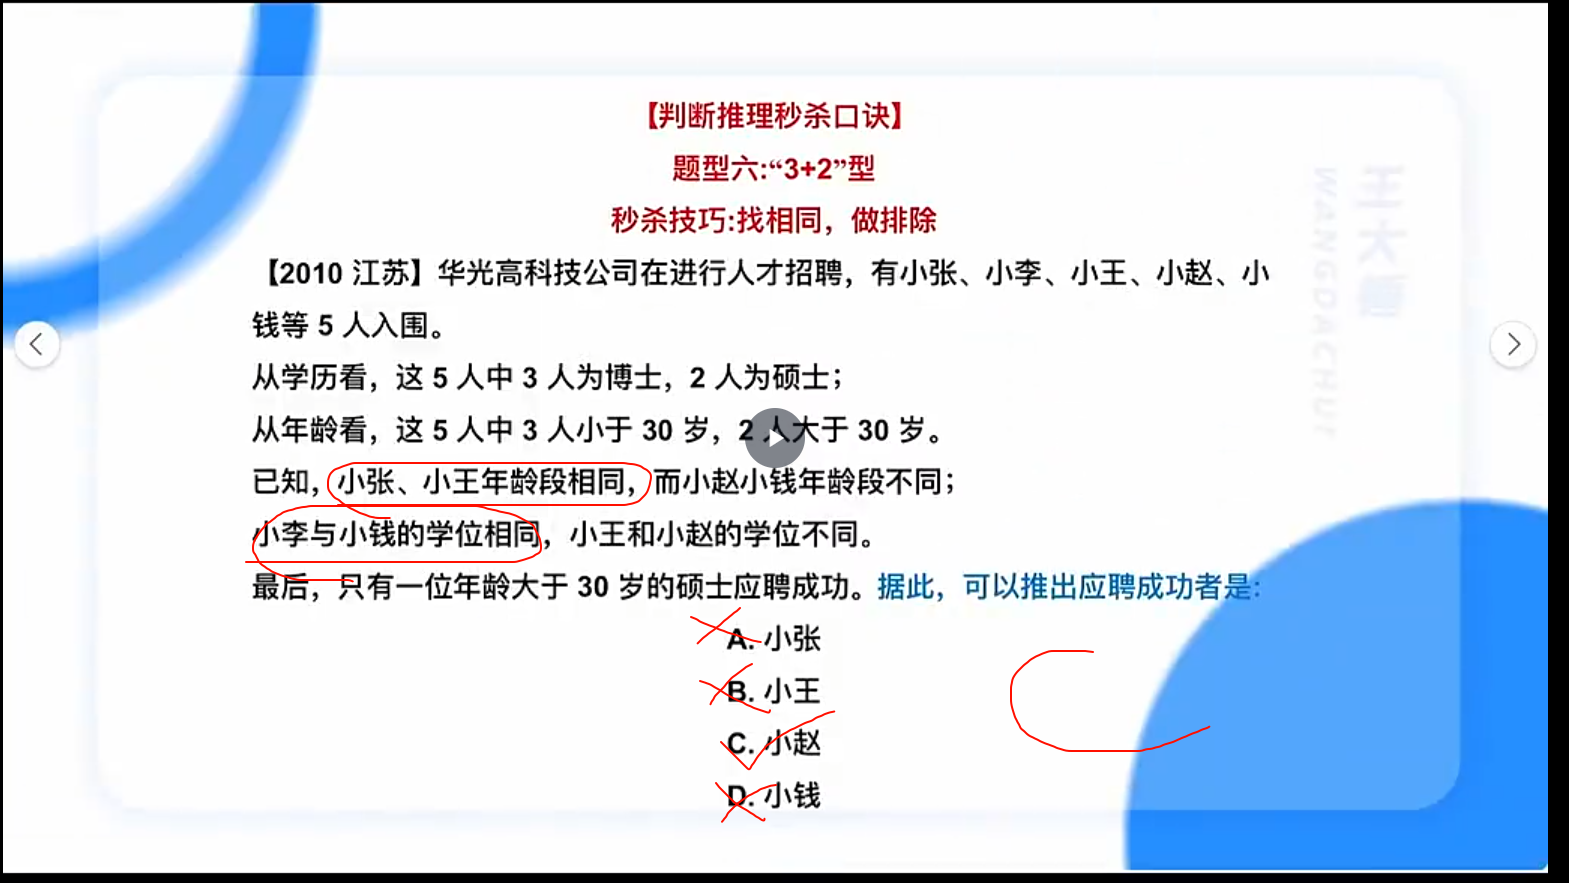 【判断推理秒杀口诀】
题型六:“3+2”型
秒杀技巧:找相同，做排除
【2010 江苏】华光高科技公司在进行人才招聘，有小张、小李、小王、小赵、小
钱等 5 人入围。
从学历看，这 5 人中 3 人为博士，2 人为硕士；
从年龄看，这 5 人中 3 人小于 30 岁，2 人大于 30 岁。
已知，小张、小王年龄段相同，而小赵小钱年龄段不同；
小李与小钱的学位相同，小王和小赵的学位不同。
最后，只有一位年龄大于 30 岁的硕士应聘成功。据此，可以推出应聘成功者是:
A. 小张
B. 小王
C. 小赵
D. 小钱
王大
WANGDACHUI